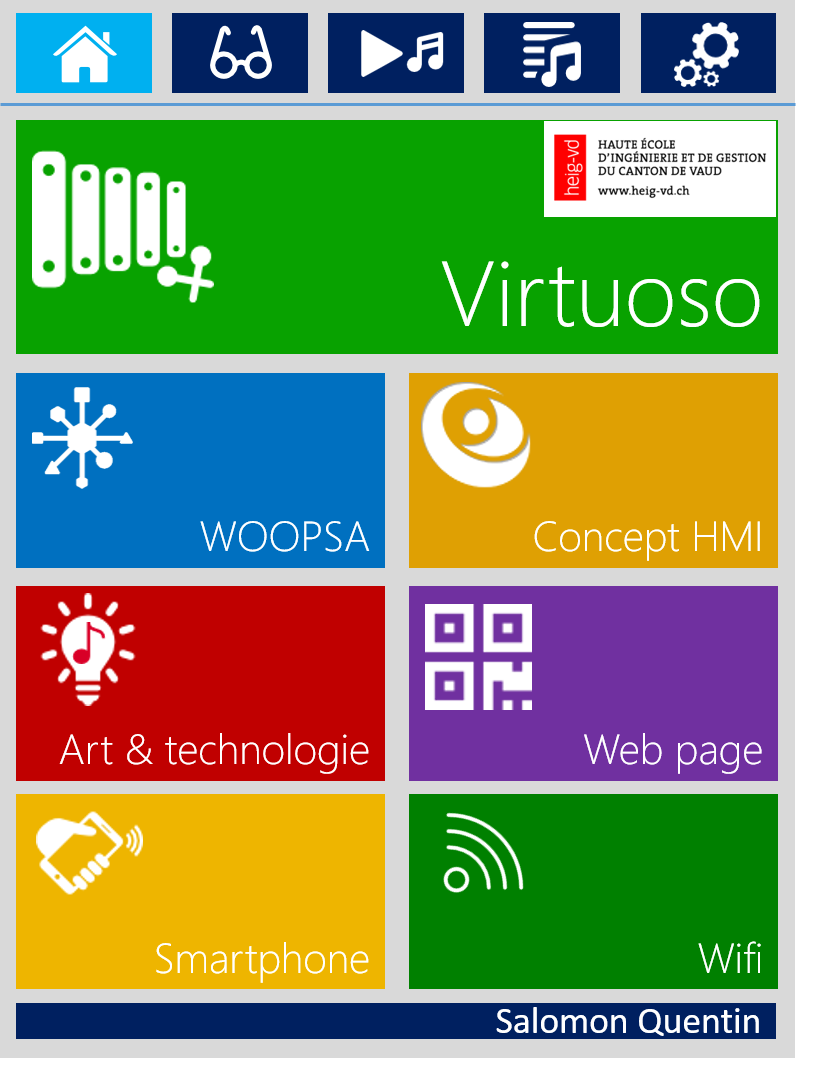 heig-vd
HAUTE ÉCOLE
D'INGÉNIERIE ET DE GESTION
DU CANTON DE VAUD
www.heig-vd.ch
Virtuoso
WOOPSA
Concept HMI
Art & technologie
Web page
Smartphone
Wifi
Salomon Quentin